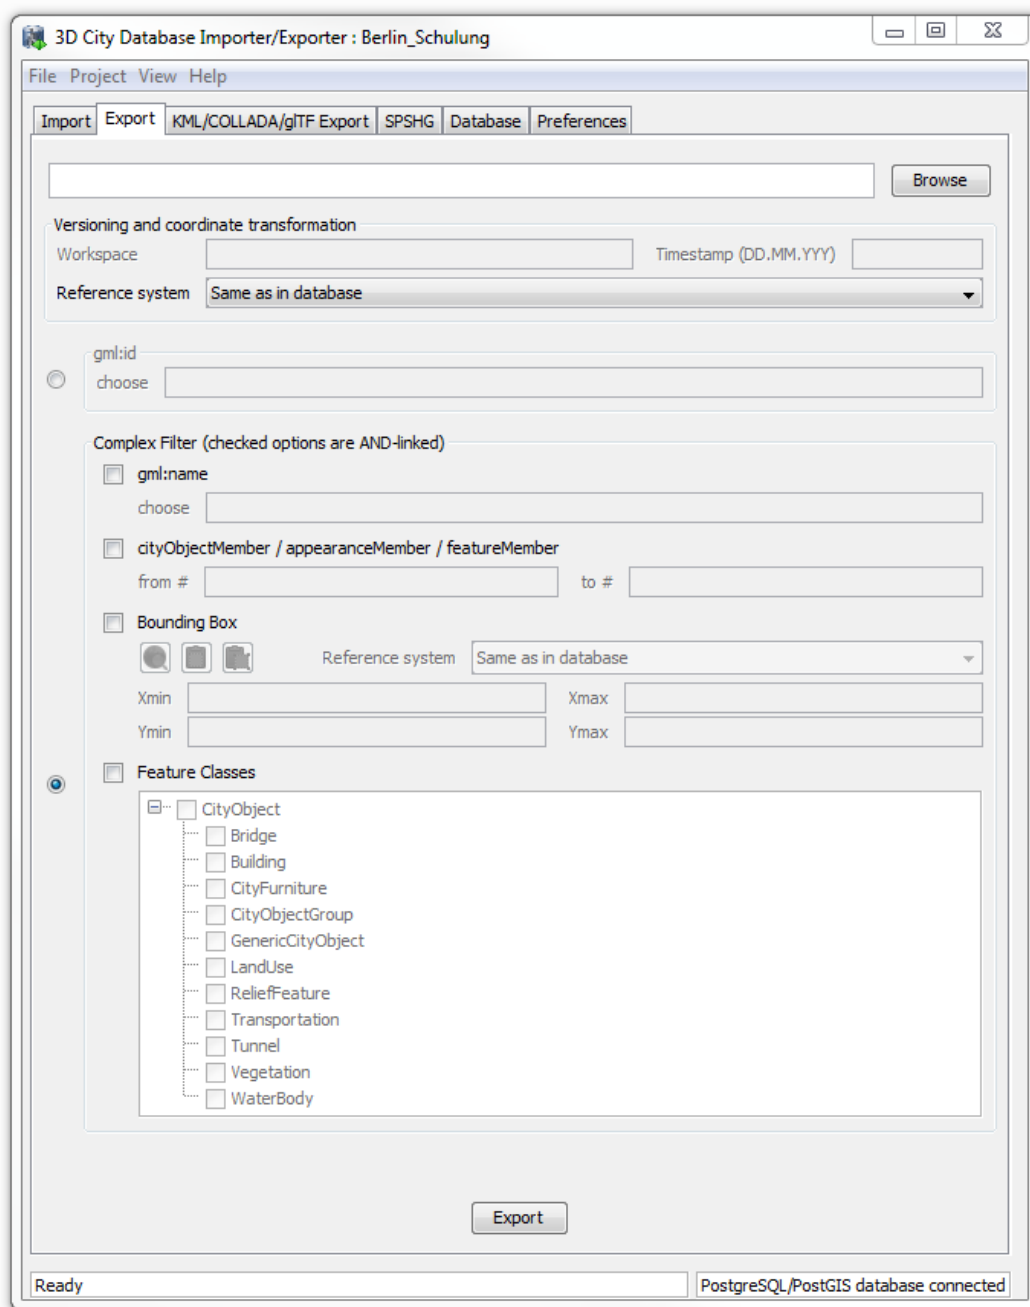 3D City Database Importer/Exporter : Berlin_Schulung
File Project View Help
Import Export KML/COLLADA/glTF Export SPSHG Database Preferences
Browse
Versioning and coordinate transformation
Workspace Timestamp (DD.MM.YYY)
Reference system Same as in database
gml:id
choose
Complex Filter (checked options are AND-linked)
gml:name
choose
cityObjectMember / appearanceMember / featureMember
from # to #
Bounding Box
Reference system Same as in database
Xmin Xmax
Ymin Ymax
Feature Classes
CityObject
Bridge
Building
CityFurniture
CityObjectGroup
GenericCityObject
LandUse
ReliefFeature
Transportation
Tunnel
Vegetation
WaterBody
Export
Ready PostgreSQL/PostGIS database connected